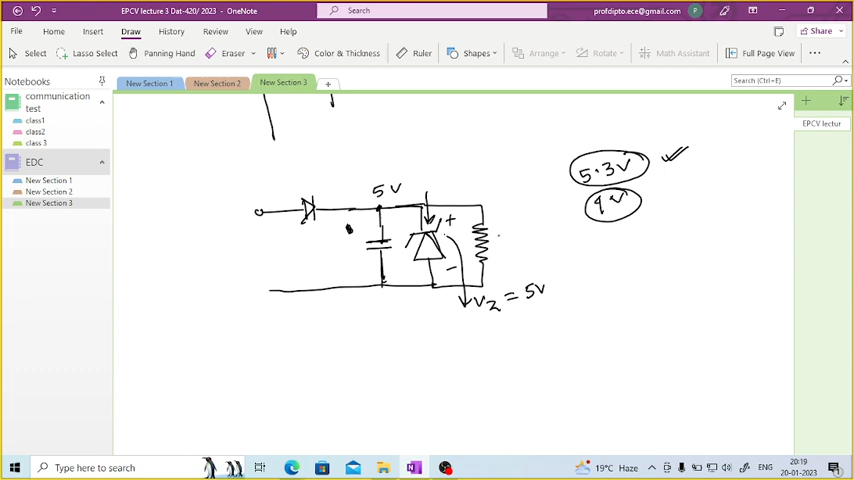 EPCV lecture 3 Dat-420/ 2023 - OneNote
Search
profdipto.ece@gmail.com
P
File
Home
Insert
Draw
History
Review
View
Help
Share
Select
Lasso Select
Panning Hand
Eraser
Color & Thickness
Ruler
Shapes
Arrange
Rotate
Math Assistant
Full Page View
Notebooks
New Section 1
New Section 2
New Section 3
+
Search (Ctrl+E)
communication test
class1
class2
class 3
EDC
New Section 1
New Section 2
New Section 3
EPCV lectur
5.3V
9V
5V
+
−
Vz = 5V
Type here to search
19°C Haze
ENG
20:19
20-01-2023
1